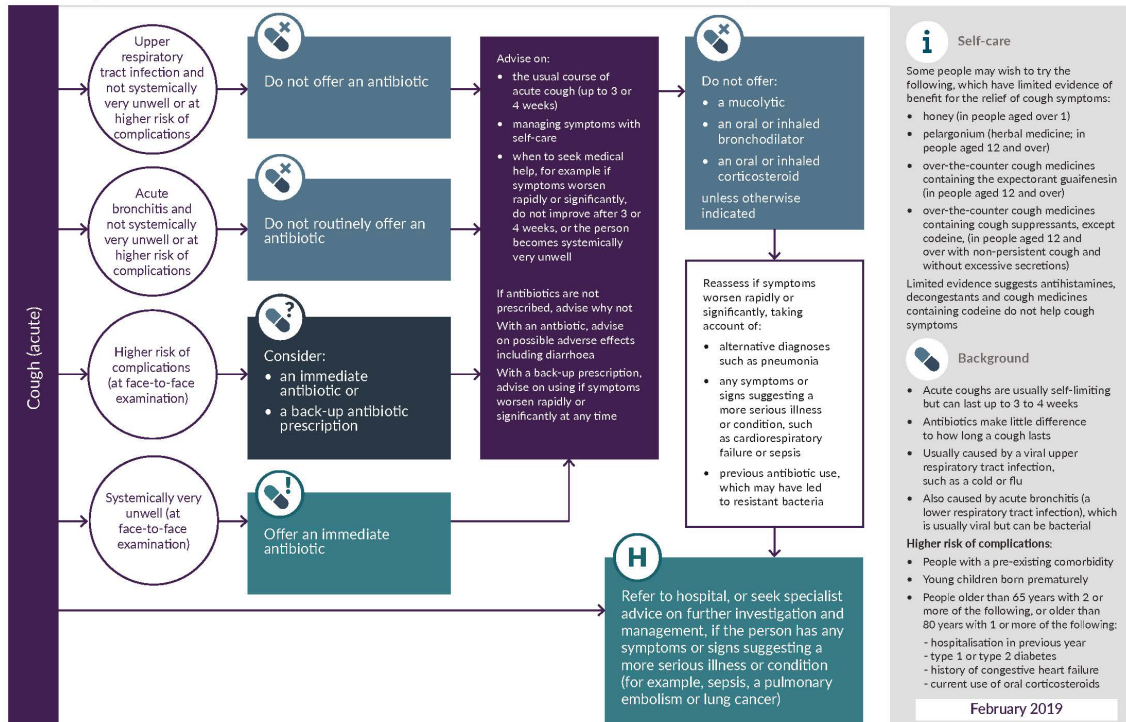 Cough (acute)
Upper
respiratory
tract infection and
not systemically
very unwell or at
higher risk of
complications
Do not offer an antibiotic
Acute
bronchitis and
not systemically
very unwell or at
higher risk of
complications
Do not routinely offer an
antibiotic
Higher risk of
complications
(at face-to-face
examination)
?
Consider:
• an immediate
antibiotic or
• a back-up antibiotic
prescription
Systemically very
unwell (at
face-to-face
examination)
!
Offer an immediate
antibiotic
Advise on:
• the usual course of
acute cough (up to 3 or
4 weeks)
• managing symptoms with
self-care
• when to seek medical
help, for example if
symptoms worsen
rapidly or significantly,
do not improve after 3 or
4 weeks, or the person
becomes systemically
very unwell
If antibiotics are not
prescribed, advise why not
With an antbiotic, advise
on possible adverse effects
including diarrhoea
With a back-up prescription,
advise on using if symptoms
worsen rapidly or
significantly at any time
Do not offer:
• a mucolytic
• an oral or inhaled
bronchodilator
• an oral or inhaled
corticosteroid
unless otherwise
indicated
Reassess if symptoms
worsen rapidly or
significantly, taking
account of:
• alternative diagnoses
such as pneumonia
• any symptoms or
signs suggesting a
more serious illness
or condition, such
as cardiorespiratory
failure or sepsis
• previous antibiotic use,
which may have led
to resistant bacteria
H
Refer to hospital, or seek specialist
advice on further investigation and
management, if the person has any
symptoms or signs suggesting a
more serious illness or condition
(for example, sepsis, a pulmonary
embolism or lung cancer)
i
Self-care
Some people may wish to try the
following, which have limited evidence of
benefit for the relief of cough symptoms:
• honey (in people aged over 1)
• pelargonium (herbal medicine; in
people aged 12 and over)
• over-the-counter cough medicines
containing the expectorant guaifenesin
(in people aged 12 and over)
• over-the-counter cough medicines
containing cough suppressants, except
codeine, (in people aged 12 and
over with non-persistent cough and
without excessive secretions)
Limited evidence suggests antihistamines,
decongestants and cough medicines
containing codeine do not help cough
symptoms
Background
• Acute coughs are usually self-limiting
but can last up to 3 to 4 weeks
• Antibiotics make little difference
to how long a cough lasts
• Usually caused by a viral upper
respiratory tract infection,
such as a cold or flu
• Also caused by acute bronchitis (a
lower respiratory tract infection), which
is usually viral but can be bacterial
Higher risk of complications:
• People with a pre-existing comorbidity
• Young children born prematurely
• People older than 65 years with 2 or
more of the following, or older than
80 years with 1 or more of the following:
- hospitalisation in previous year
- type 1 or type 2 diabetes
- history of congestive heart failure
- current use of oral corticosteroids
February 2019